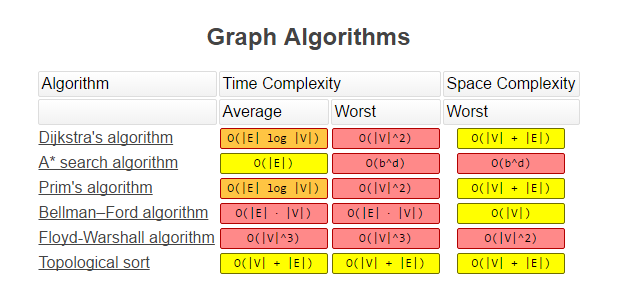 Graph Algorithms
Algorithm Time Complexity Space Complexity
Average Worst Worst
Dijkstra's algorithm O(|E| log |V|) O(|V|^2) O(|V| + |E|)
A* search algorithm O(|E|) O(b^d) O(b^d)
Prim's algorithm O(|E| log |V|) O(|V|^2) O(|V| + |E|)
Bellman–Ford algorithm O(|E| · |V|) O(|E| · |V|) O(|V|)
Floyd-Warshall algorithm O(|V|^3) O(|V|^3) O(|V|^2)
Topological sort O(|V| + |E|) O(|V| + |E|) O(|V| + |E|)